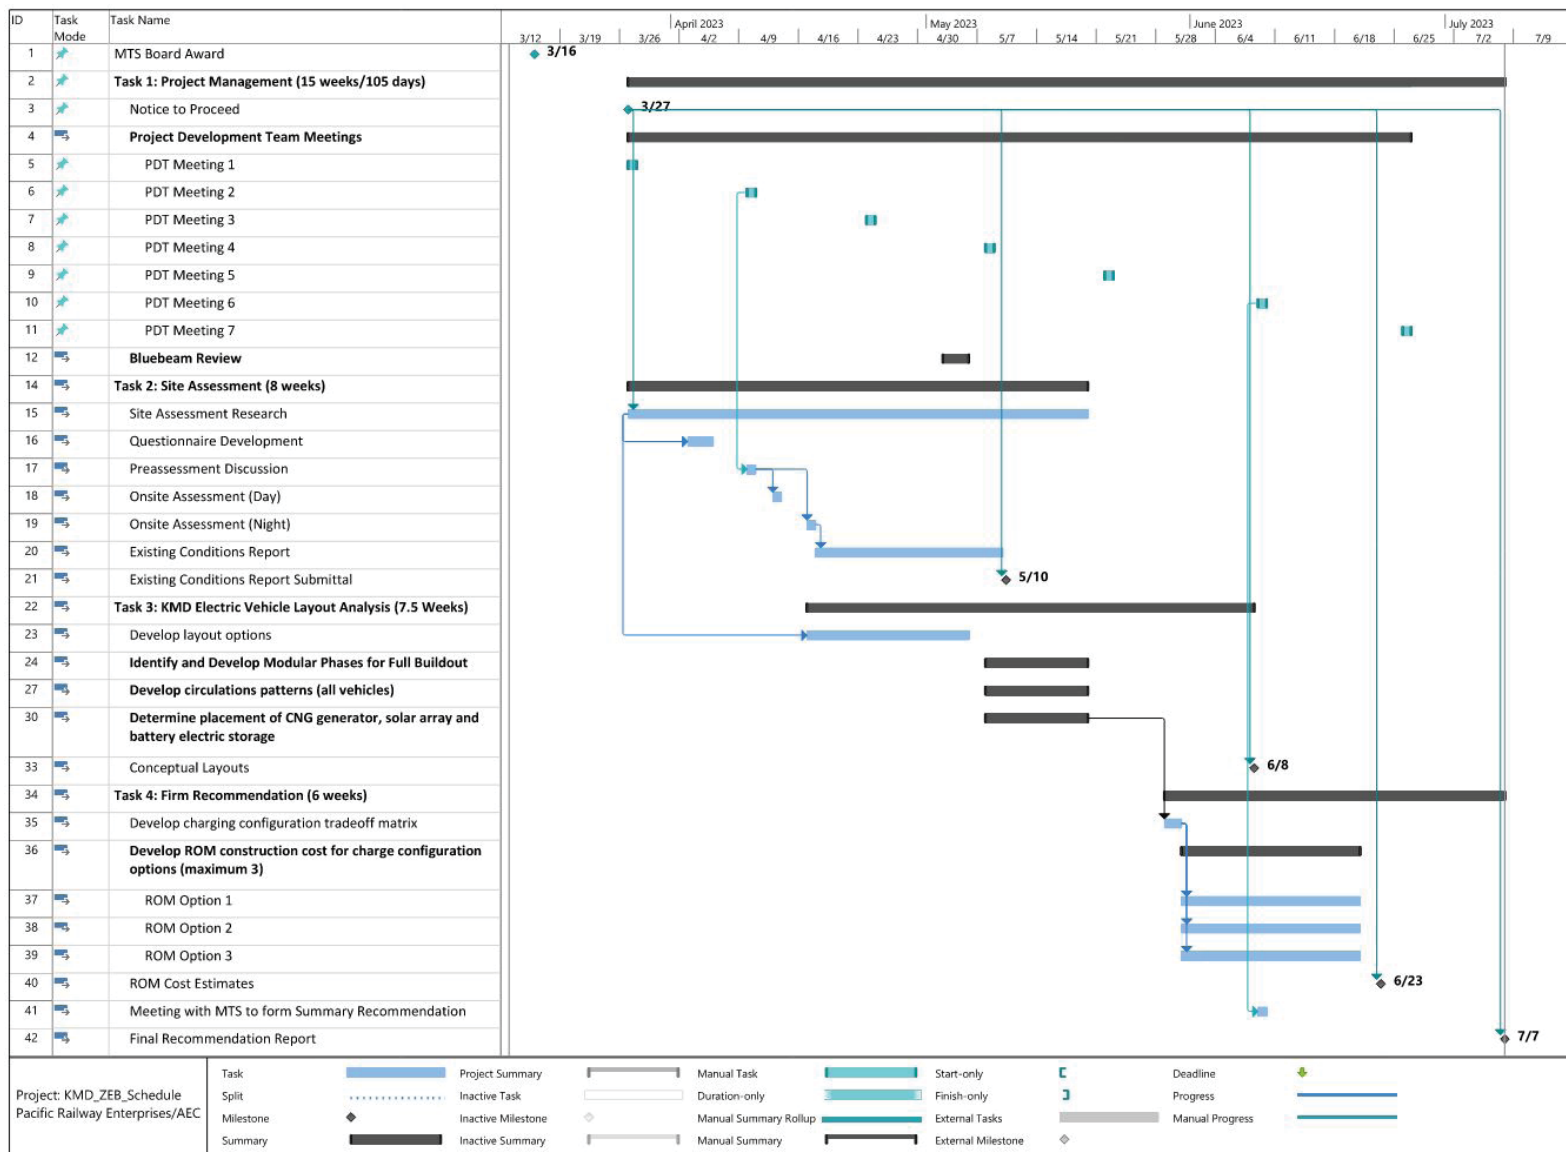 ID Task Mode Task Name
April 2023 May 2023 June 2023 July 2023
3/12 3/19 3/26 4/2 4/9 4/16 4/23 4/30 5/7 5/14 5/21 5/28 6/4 6/11 6/18 6/25 7/2 7/9
1 MTS Board Award 3/16
2 Task 1: Project Management (15 weeks/105 days)
3 Notice to Proceed 3/27
4 Project Development Team Meetings
5 PDT Meeting 1
6 PDT Meeting 2
7 PDT Meeting 3
8 PDT Meeting 4
9 PDT Meeting 5
10 PDT Meeting 6
11 PDT Meeting 7
12 Bluebeam Review
14 Task 2: Site Assessment (8 weeks)
15 Site Assessment Research
16 Questionnaire Development
17 Preassessment Discussion
18 Onsite Assessment (Day)
19 Onsite Assessment (Night)
20 Existing Conditions Report
21 Existing Conditions Report Submittal 5/10
22 Task 3: KMD Electric Vehicle Layout Analysis (7.5 Weeks)
23 Develop layout options
24 Identify and Develop Modular Phases for Full Buildout
27 Develop circulations patterns (all vehicles)
30 Determine placement of CNG generator, solar array and
battery electric storage
33 Conceptual Layouts 6/8
34 Task 4: Firm Recommendation (6 weeks)
35 Develop charging configuration tradeoff matrix
36 Develop ROM construction cost for charge configuration
options (maximum 3)
37 ROM Option 1
38 ROM Option 2
39 ROM Option 3
40 ROM Cost Estimates 6/23
41 Meeting with MTS to form Summary Recommendation
42 Final Recommendation Report 7/7
Project: KMD_ZEB_Schedule
Pacific Railway Enterprises/AEC
Task Project Summary Manual Task Start-only Deadline
Split Inactive Task Duration-only Finish-only Progress
Milestone Inactive Milestone Manual Summary Rollup External Tasks Manual Progress
Summary Inactive Summary Manual Summary External Milestone